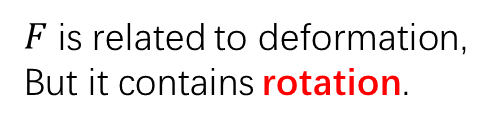 F is related to deformation,
But it contains rotation.